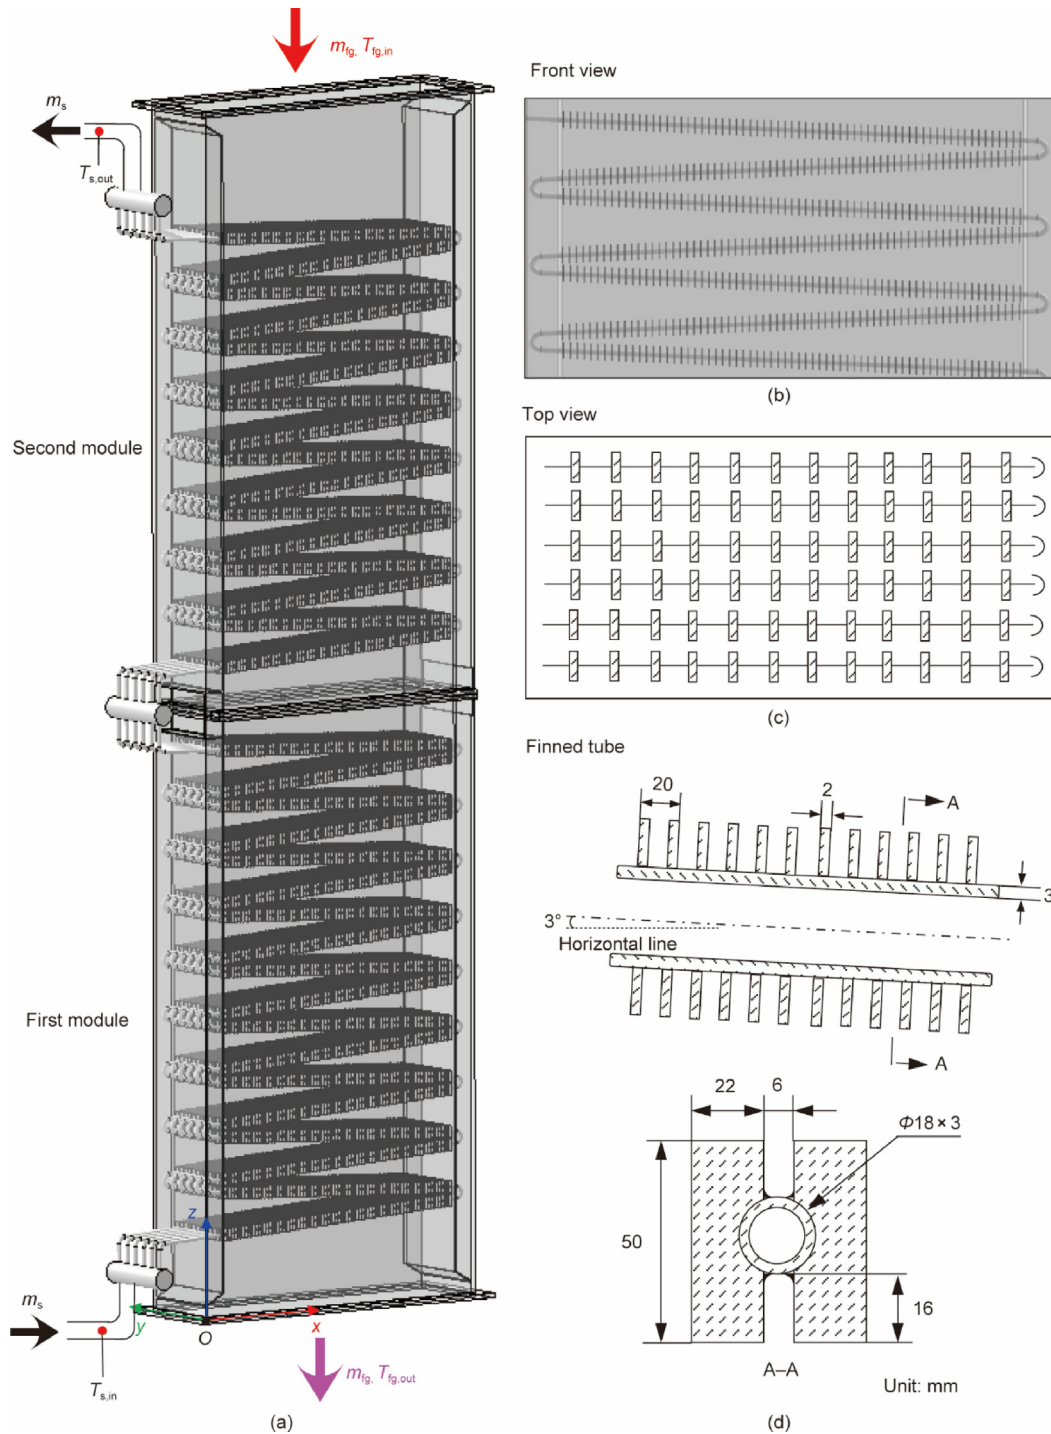 m_fg, T_fg,in
m_s
T_s,out
Second module
First module
z
y
x
O
m_s
T_s,in
m_fg, T_fg,out
(a)
Front view
(b)
Top view
(c)
Finned tube
20
2
A
3
3°
Horizontal line
A
22
6
Φ18 × 3
50
16
A–A
Unit: mm
(d)